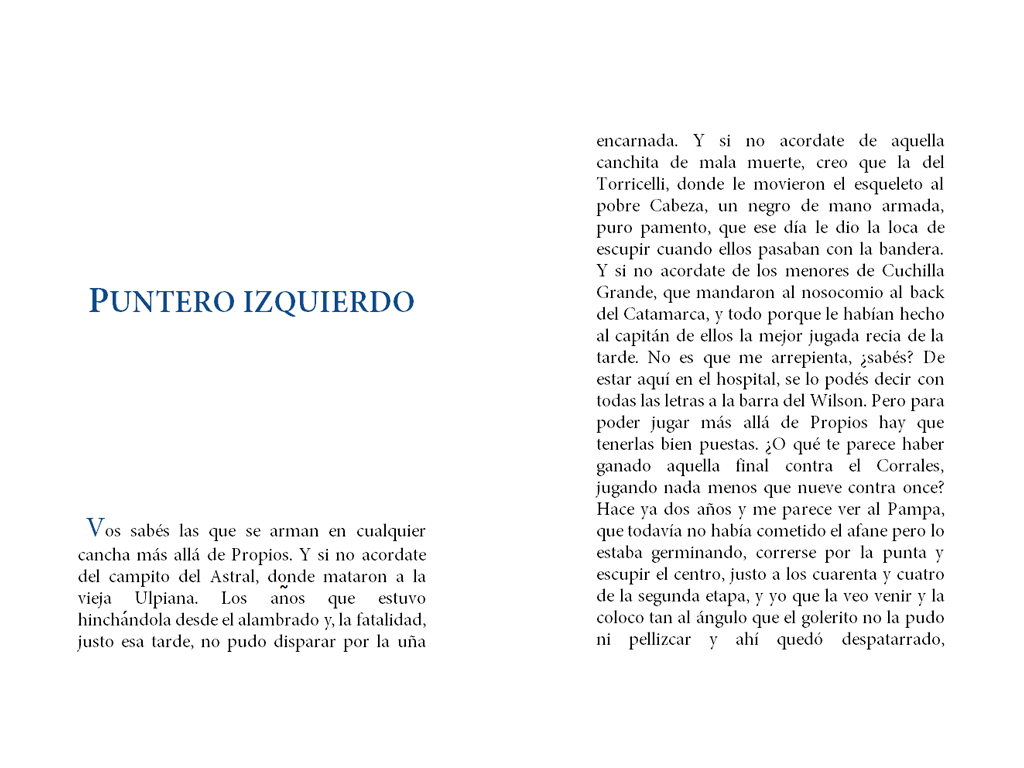 PUNTERO IZQUIERDO
Vos sabés las que se arman en cualquier
cancha más allá de Propios. Y si no acordate
del campito del Astral, donde mataron a la
vieja Ulpiana. Los años que estuvo
hinchándola desde el alambrado y, la fatalidad,
justo esa tarde, no pudo disparar por la uña
encarnada. Y si no acordate de aquella
canchita de mala muerte, creo que la del
Torricelli, donde le movieron el esqueleto al
pobre Cabeza, un negro de mano armada,
puro pamento, que ese día le dio la loca de
escupir cuando ellos pasaban con la bandera.
Y si no acordate de los menores de Cuchilla
Grande, que mandaron al nosocomio al back
del Catamarca, y todo porque le habían hecho
al capitán de ellos la mejor jugada recia de la
tarde. No es que me arrepienta, ¿sabés? De
estar aquí en el hospital, se lo podés decir con
todas las letras a la barra del Wilson. Pero para
poder jugar más allá de Propios hay que
tenerlas bien puestas. ¿O qué te parece haber
ganado aquella final contra el Corrales,
jugando nada menos que nueve contra once?
Hace ya dos años y me parece ver al Pampa,
que todavía no había cometido el afane pero lo
estaba germinando, correrse por la punta y
escupir el centro, justo a los cuarenta y cuatro
de la segunda etapa, y yo que la veo venir y la
coloco tan al ángulo que el golerito no la pudo
ni pellizcar y ahí quedó despatarrado,